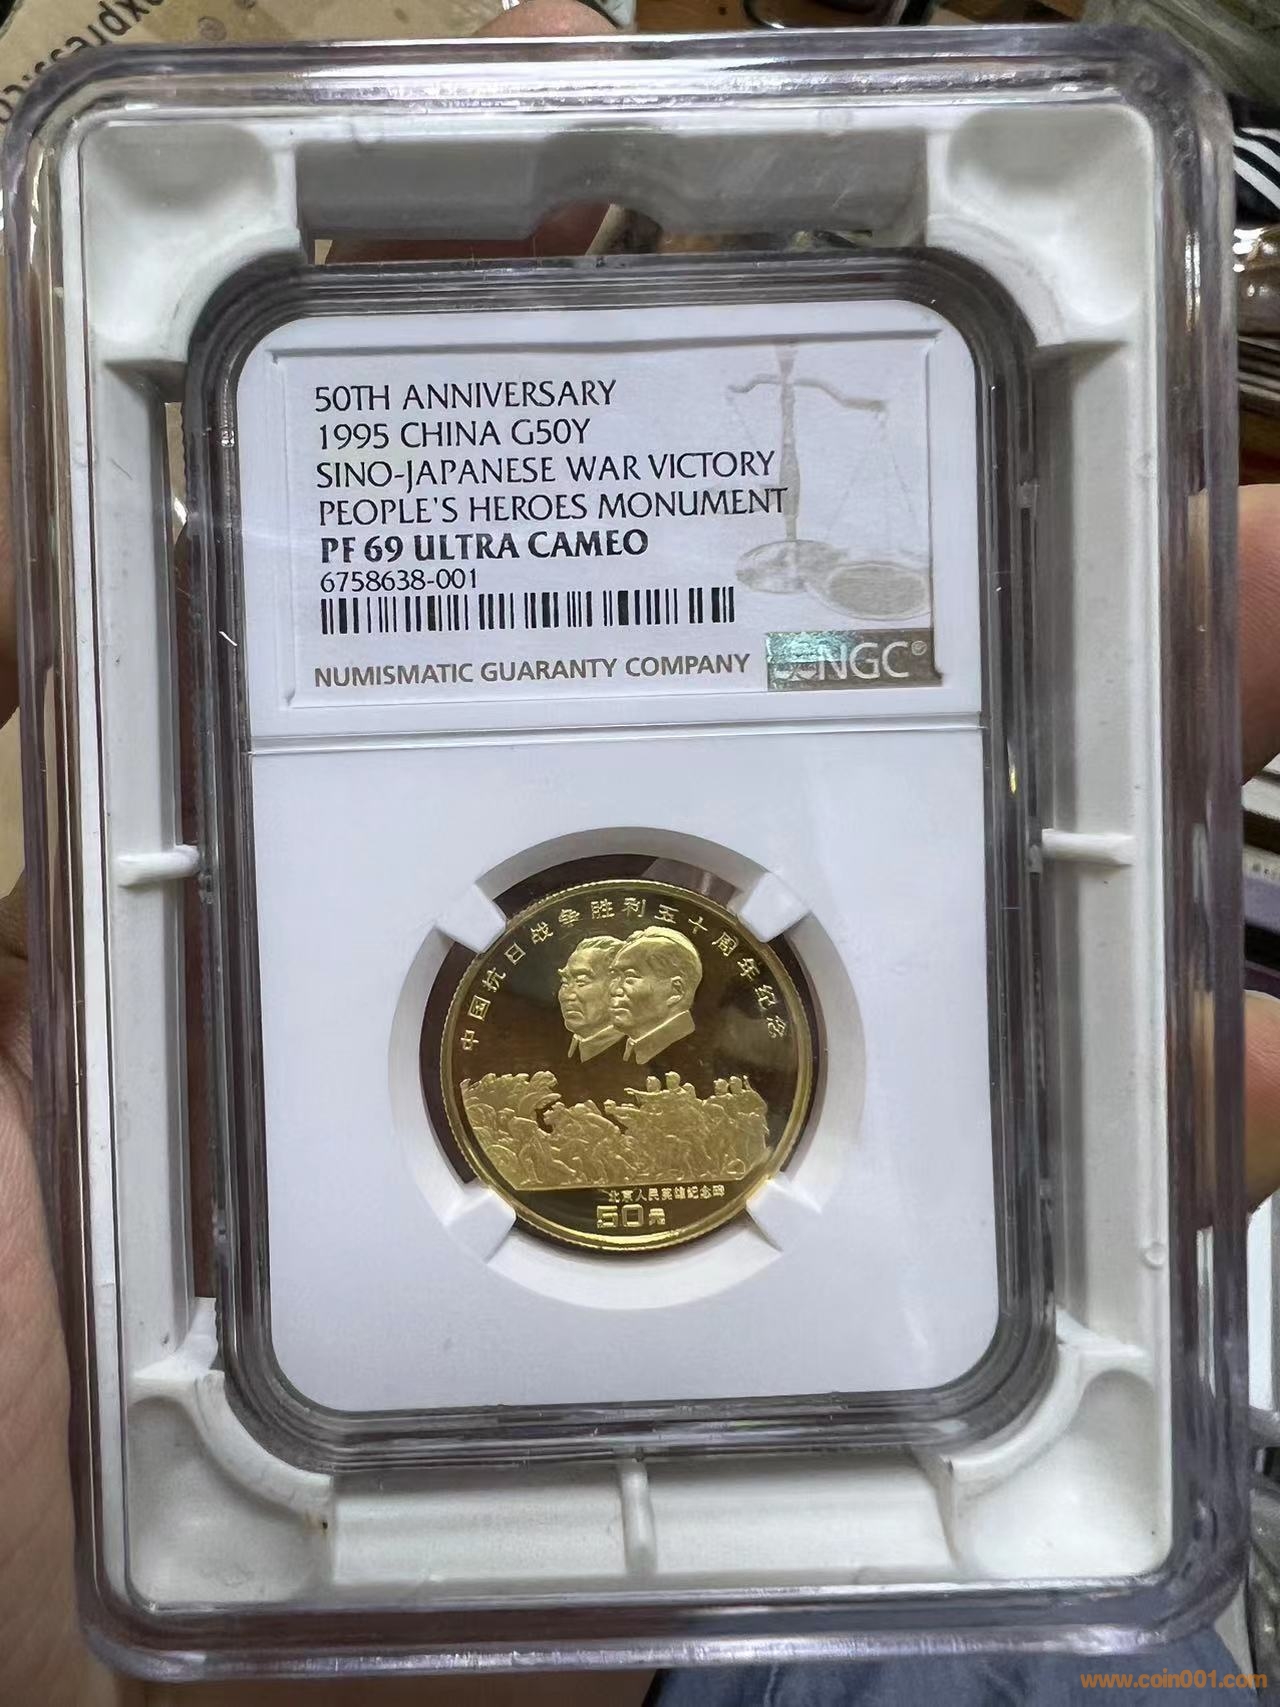 50TH ANNIVERSARY
1995 CHINA G50Y
SINO-JAPANESE WAR VICTORY
PEOPLE'S HEROES MONUMENT
PF 69 ULTRA CAMEO
6758638-001
NUMISMATIC GUARANTY COMPANY
NGC®
中国抗日战争胜利五十周年纪念
北京人民英雄纪念碑
50元
www.coin001.com